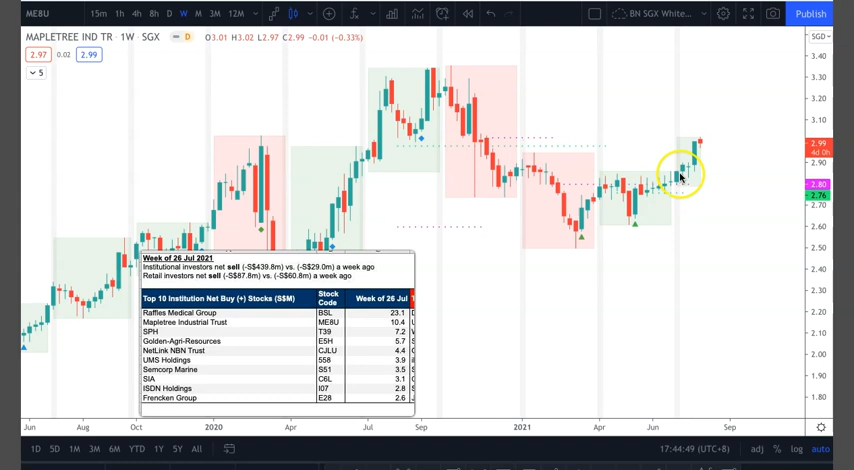 ME8U 15m 1h 4h 8h D W M 3M 12M BN SGX White... Publish
MAPLETREE IND TR · 1W · SGX D O3.01 H3.02 L2.97 C2.99 -0.01 (-0.33%) SGD
2.97 0.02 2.99
5
3.40
3.30
3.20
3.10
2.99
4d 0h
2.90
2.80
2.76
2.70
2.60
2.50
2.40
2.30
2.20
2.10
2.00
1.90
1.80
Week of 26 Jul 2021
Institutional investors net sell (-S$439.8m) vs. (-S$29.0m) a week ago
Retail investors net sell (-S$87.8m) vs. (-S$60.8m) a week ago
Top 10 Institution Net Buy (+) Stocks (S$M) Stock Code Week of 26 Jul
Raffles Medical Group BSL 23.1
Mapletree Industrial Trust ME8U 10.4
SPH T39 7.2
Golden-Agri-Resources E5H 5.7
NetLink NBN Trust CJLU 4.4
UMS Holdings 558 3.9
Semcorp Marine S51 3.5
SIA C6L 3.1
ISDN Holdings I07 2.8
Frencken Group E28 2.6
Jun Aug Oct 2020 Apr Jul Sep 2021 Apr Jun Sep
1D 5D 1M 3M 6M YTD 1Y 5Y All 17:44:49 (UTC+8) adj % log auto